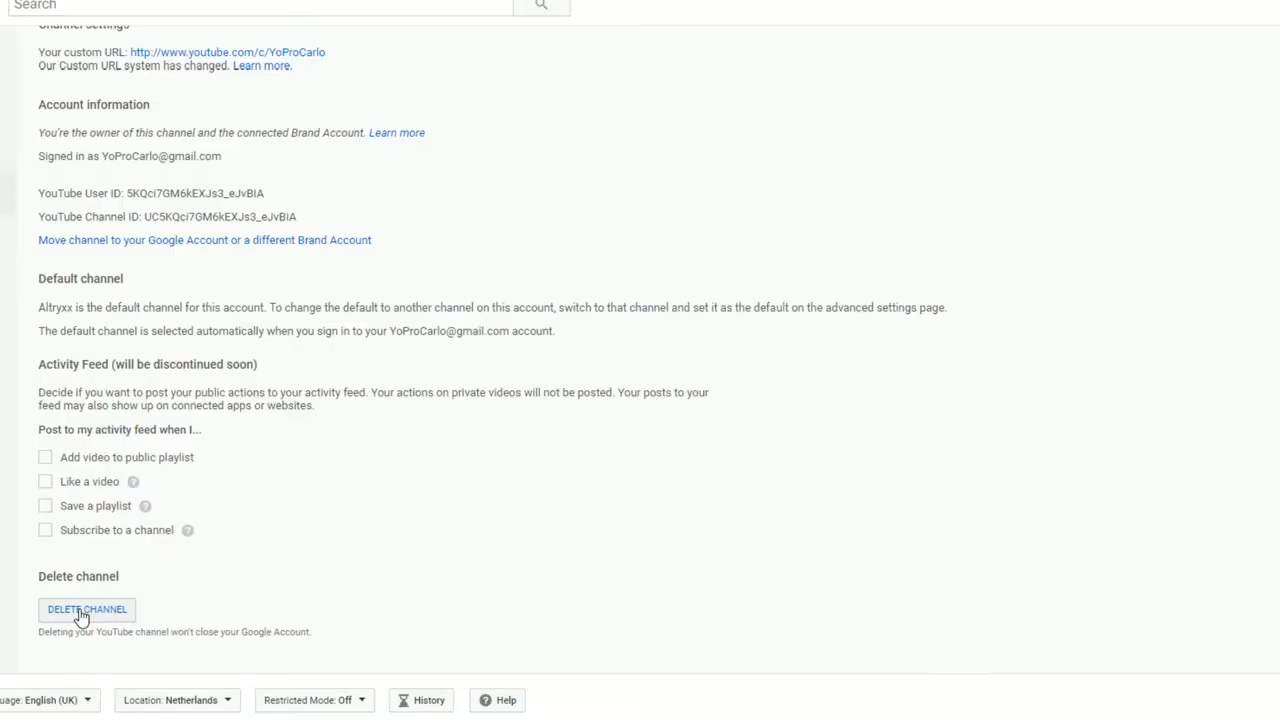 Search
Channel settings
Your custom URL: http://www.youtube.com/c/YoProCarlo
Our Custom URL system has changed. Learn more.
Account information
You're the owner of this channel and the connected Brand Account. Learn more
Signed in as YoProCarlo@gmail.com
YouTube User ID: 5KQci7GM6kEXJs3_eJvBIA
YouTube Channel ID: UC5KQci7GM6kEXJs3_eJvBIA
Move channel to your Google Account or a different Brand Account
Default channel
Altryxx is the default channel for this account. To change the default to another channel on this account, switch to that channel and set it as the default on the advanced settings page.
The default channel is selected automatically when you sign in to your YoProCarlo@gmail.com account.
Activity Feed (will be discontinued soon)
Decide if you want to post your public actions to your activity feed. Your actions on private videos will not be posted. Your posts to your
feed may also show up on connected apps or websites.
Post to my activity feed when I...
Add video to public playlist
Like a video ?
Save a playlist ?
Subscribe to a channel ?
Delete channel
DELETE CHANNEL
Deleting your YouTube channel won't close your Google Account.
uage: English (UK) Location: Netherlands Restricted Mode: Off History ? Help